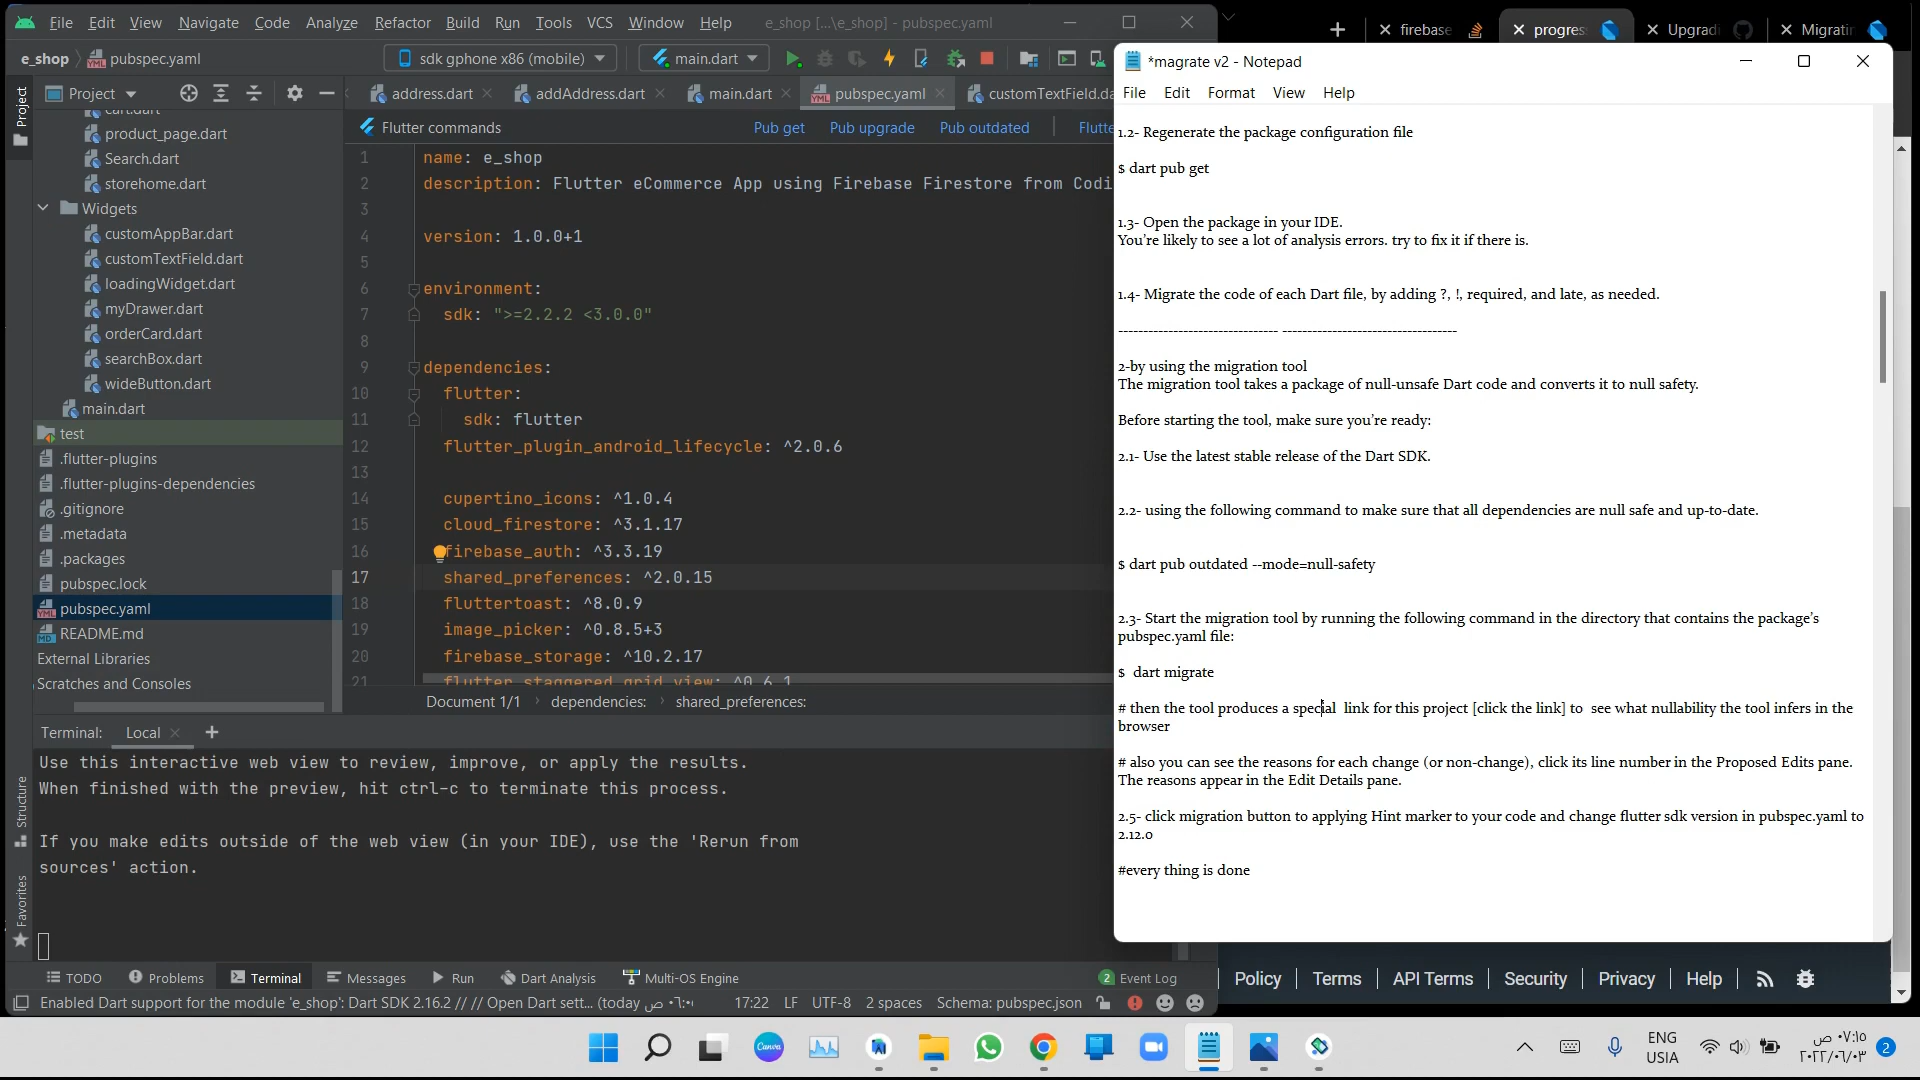 File Edit View Navigate Code Analyze Refactor Build Run Tools VCS Window Help e_shop [...\e_shop] - pubspec.yaml
e_shop pubspec.yaml sdk gphone x86 (mobile) main.dart
Project
Project
address.dart addAddress.dart main.dart pubspec.yaml customTextField.da
Flutter commands Pub get Pub upgrade Pub outdated Flutte
cart.dart
product_page.dart
Search.dart
storehome.dart
Widgets
customAppBar.dart
customTextField.dart
loadingWidget.dart
myDrawer.dart
orderCard.dart
searchBox.dart
wideButton.dart
main.dart
test
.flutter-plugins
.flutter-plugins-dependencies
.gitignore
.metadata
.packages
pubspec.lock
pubspec.yaml
README.md
External Libraries
Scratches and Consoles
1 name: e_shop
2 description: Flutter eCommerce App using Firebase Firestore from Codi
3
4 version: 1.0.0+1
5
6 environment:
7 sdk: ">=2.2.2 <3.0.0"
8
9 dependencies:
10 flutter:
11 sdk: flutter
12 flutter_plugin_android_lifecycle: ^2.0.6
13
14 cupertino_icons: ^1.0.4
15 cloud_firestore: ^3.1.17
16 firebase_auth: ^3.3.19
17 shared_preferences: ^2.0.15
18 fluttertoast: ^8.0.9
19 image_picker: ^0.8.5+3
20 firebase_storage: ^10.2.17
21 flutter_staggered_grid_view: ^0.6.1
Document 1/1 dependencies: shared_preferences:
Terminal: Local
Use this interactive web view to review, improve, or apply the results.
When finished with the preview, hit ctrl-c to terminate this process.
If you make edits outside of the web view (in your IDE), use the 'Rerun from
sources' action.
Structure
Favorites
TODO Problems Terminal Messages Run Dart Analysis Multi-OS Engine 2 Event Log
Enabled Dart support for the module 'e_shop': Dart SDK 2.16.2 // // Open Dart sett... (today ص ٠٦:٠ 17:22 LF UTF-8 2 spaces Schema: pubspec.json
firebase progres Upgradi Migratin
*magrate v2 - Notepad
File Edit Format View Help
1.2- Regenerate the package configuration file
$ dart pub get
1.3- Open the package in your IDE.
You’re likely to see a lot of analysis errors. try to fix it if there is.
1.4- Migrate the code of each Dart file, by adding ?, !, required, and late, as needed.
-------------------------------- -----------------------------------
2-by using the migration tool
The migration tool takes a package of null-unsafe Dart code and converts it to null safety.
Before starting the tool, make sure you’re ready:
2.1- Use the latest stable release of the Dart SDK.
2.2- using the following command to make sure that all dependencies are null safe and up-to-date.
$ dart pub outdated --mode=null-safety
2.3- Start the migration tool by running the following command in the directory that contains the package’s
pubspec.yaml file:
$  dart migrate
# then the tool produces a special  link for this project [click the link] to  see what nullability the tool infers in the
browser
# also you can see the reasons for each change (or non-change), click its line number in the Proposed Edits pane.
The reasons appear in the Edit Details pane.
2.5- click migration button to applying Hint marker to your code and change flutter sdk version in pubspec.yaml to
2.12.0
#every thing is done
Policy Terms API Terms Security Privacy Help
Canva
ENG
USIA
٠٧:١٥ ص
٢٠٢٢/٠٦/٠٣
2